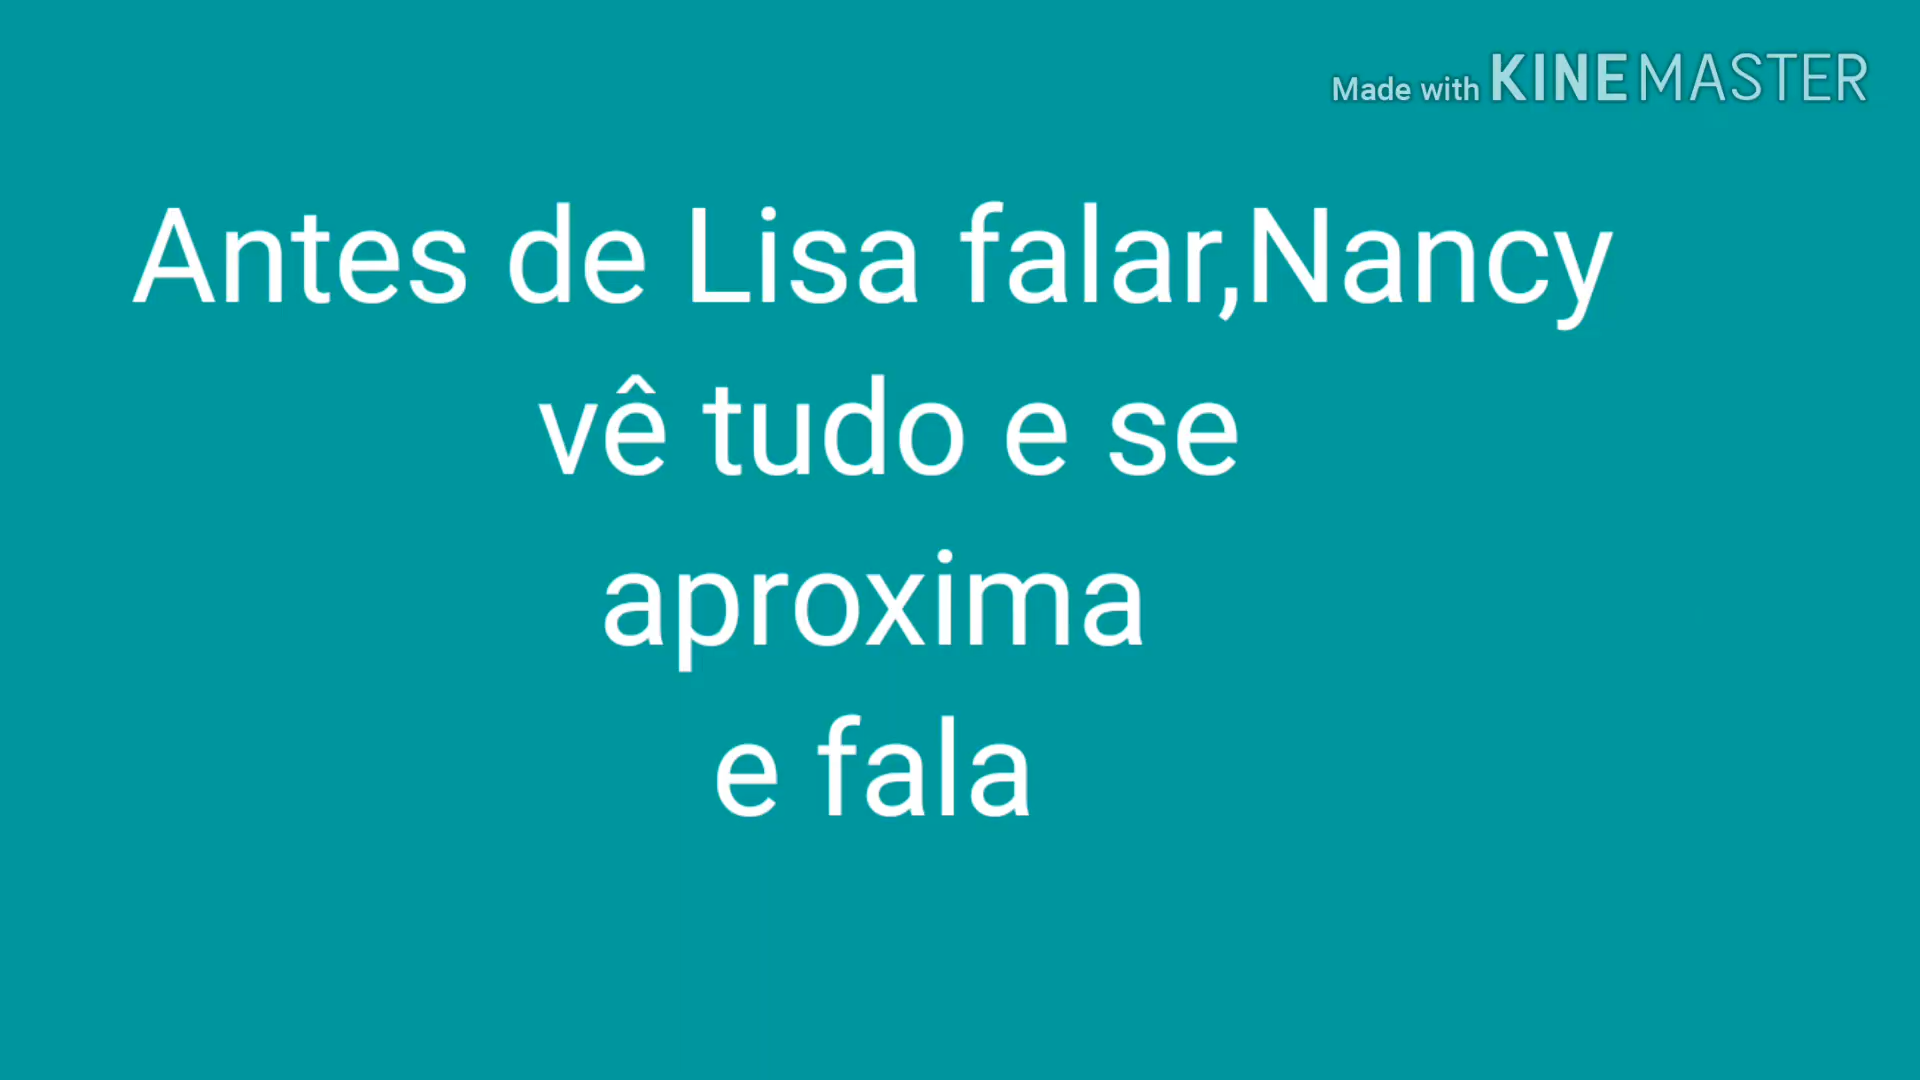 Made with KINEMASTER
Antes de Lisa falar,Nancy
vê tudo e se
aproxima
e fala